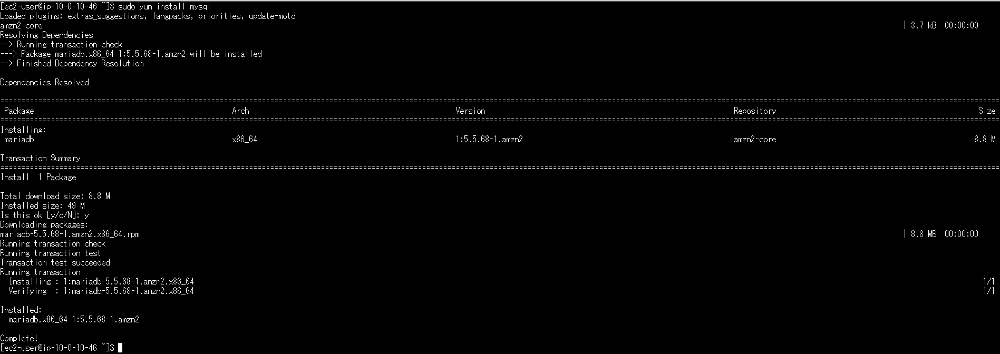 [ec2-user@ip-10-0-10-46 ~]$ sudo yum install mysql
Loaded plugins: extras_suggestions, langpacks, priorities, update-motd
amzn2-core | 3.7 kB 00:00:00
Resolving Dependencies
--> Running transaction check
---> Package mariadb.x86_64 1:5.5.68-1.amzn2 will be installed
--> Finished Dependency Resolution
Dependencies Resolved
Package Arch Version Repository Size
Installing:
mariadb x86_64 1:5.5.68-1.amzn2 amzn2-core 8.8 M
Transaction Summary
Install 1 Package
Total download size: 8.8 M
Installed size: 49 M
Is this ok [y/d/N]: y
Downloading packages:
mariadb-5.5.68-1.amzn2.x86_64.rpm | 8.8 MB 00:00:00
Running transaction check
Running transaction test
Transaction test succeeded
Running transaction
Installing : 1:mariadb-5.5.68-1.amzn2.x86_64 1/1
Verifying : 1:mariadb-5.5.68-1.amzn2.x86_64 1/1
Installed:
mariadb.x86_64 1:5.5.68-1.amzn2
Complete!
[ec2-user@ip-10-0-10-46 ~]$